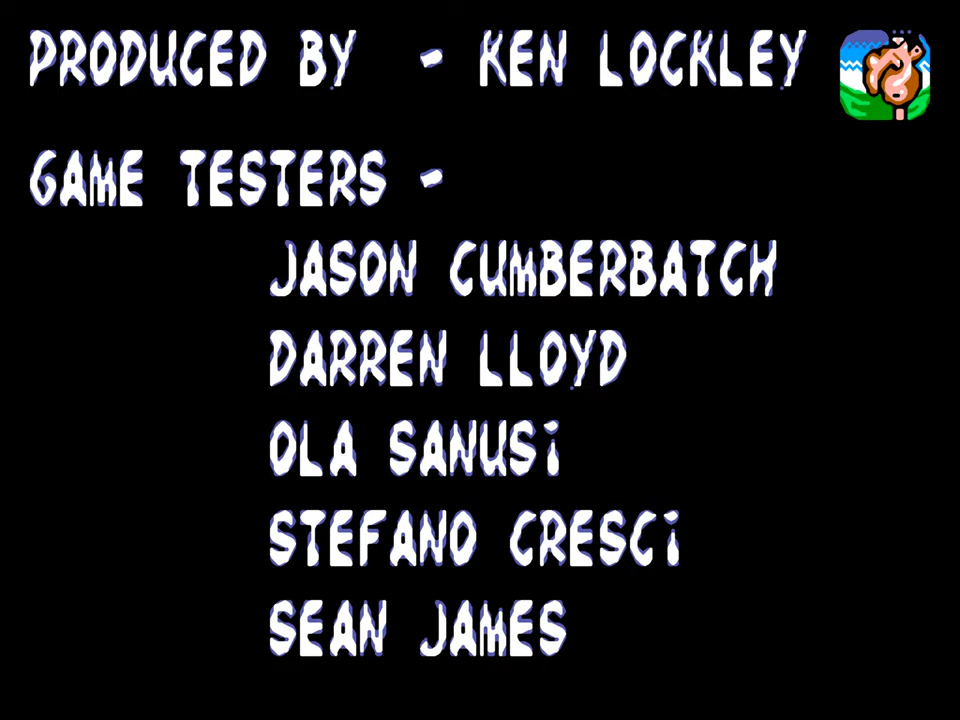 PRODUCED BY - KEN LOCKLEY
GAME TESTERS -
JASON CUMBERBATCH
DARREN LLOYD
OLA SANUSi
STEFANO CRESCi
SEAN JAMES